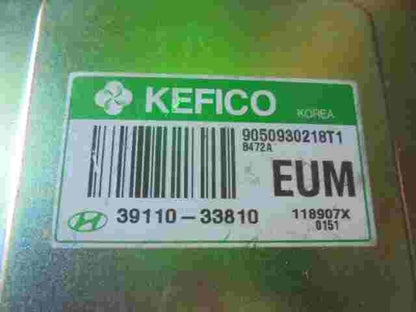 KEFICO
KOREA
9050930218T1
B472A
EUM
39110-33810
118907X
0151